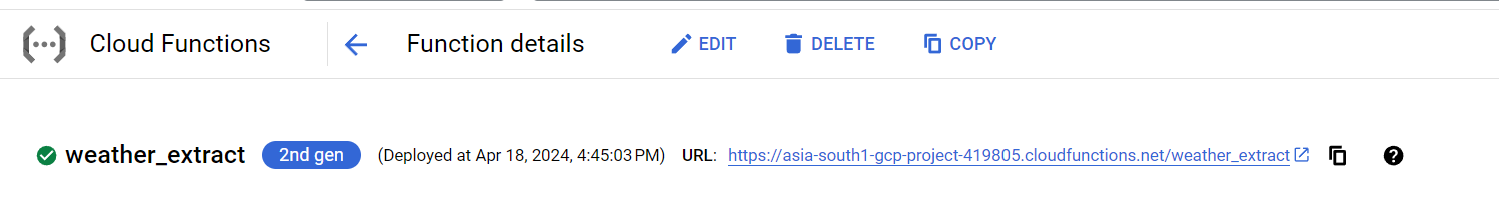 Cloud Functions Function details EDIT DELETE COPY
weather_extract 2nd gen (Deployed at Apr 18, 2024, 4:45:03 PM) URL: https://asia-south1-gcp-project-419805.cloudfunctions.net/weather_extract